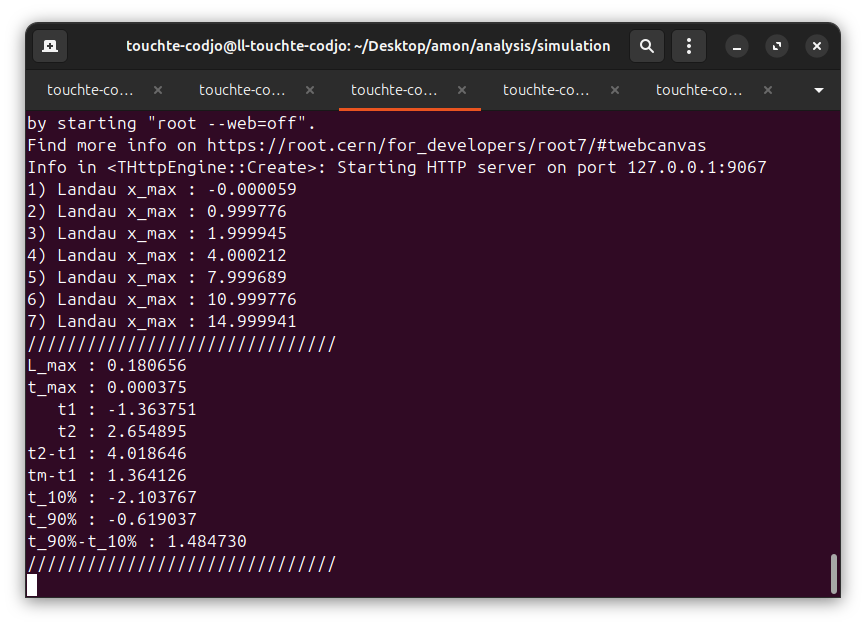 touchte-codjo@ll-touchte-codjo: ~/Desktop/amon/analysis/simulation
touchte-co… × touchte-co… × touchte-co… × touchte-co… × touchte-co… ×
by starting "root --web=off".
Find more info on https://root.cern/for_developers/root7/#twebcanvas
Info in <THttpEngine::Create>: Starting HTTP server on port 127.0.0.1:9067
1) Landau x_max : -0.000059
2) Landau x_max : 0.999776
3) Landau x_max : 1.999945
4) Landau x_max : 4.000212
5) Landau x_max : 7.999689
6) Landau x_max : 10.999776
7) Landau x_max : 14.999941
///////////////////////////////
L_max : 0.180656
t_max : 0.000375
   t1 : -1.363751
   t2 : 2.654895
t2-t1 : 4.018646
tm-t1 : 1.364126
t_10% : -2.103767
t_90% : -0.619037
t_90%-t_10% : 1.484730
///////////////////////////////